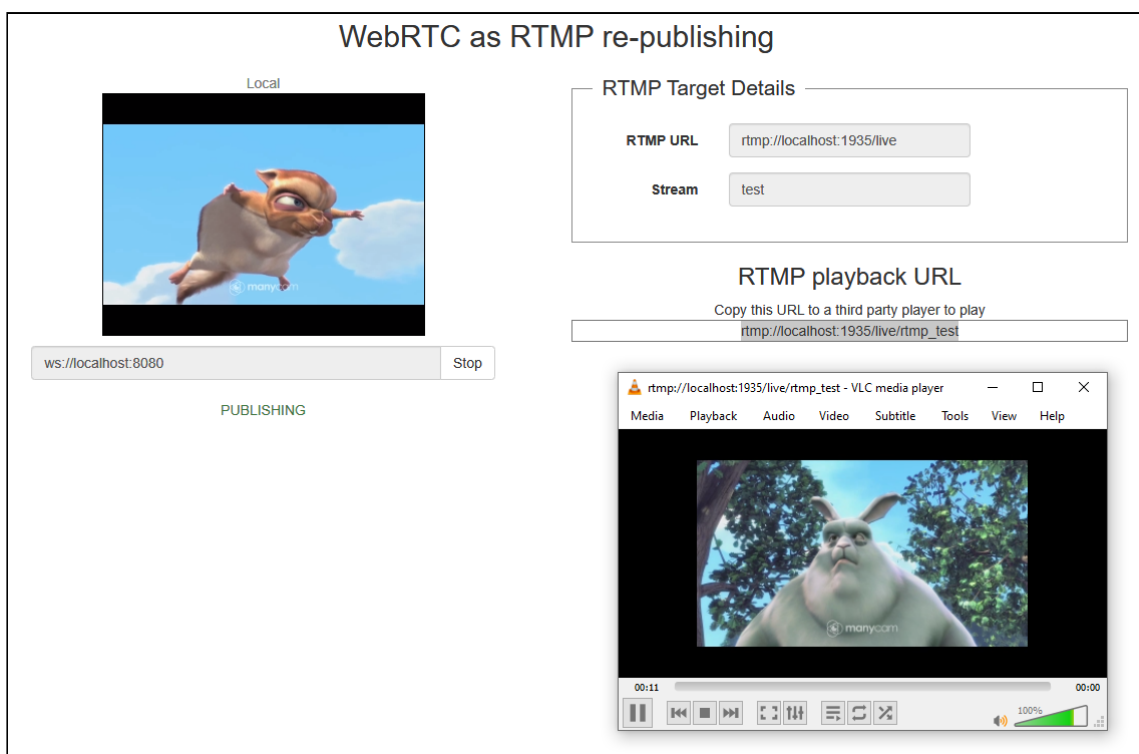 WebRTC as RTMP re-publishing
Local
manycam
ws://localhost:8080
Stop
PUBLISHING
RTMP Target Details
RTMP URL
rtmp://localhost:1935/live
Stream
test
RTMP playback URL
Copy this URL to a third party player to play
rtmp://localhost:1935/live/rtmp_test
rtmp://localhost:1935/live/rtmp_test - VLC media player
Media Playback Audio Video Subtitle Tools View Help
manycam
00:11
00:00
100%